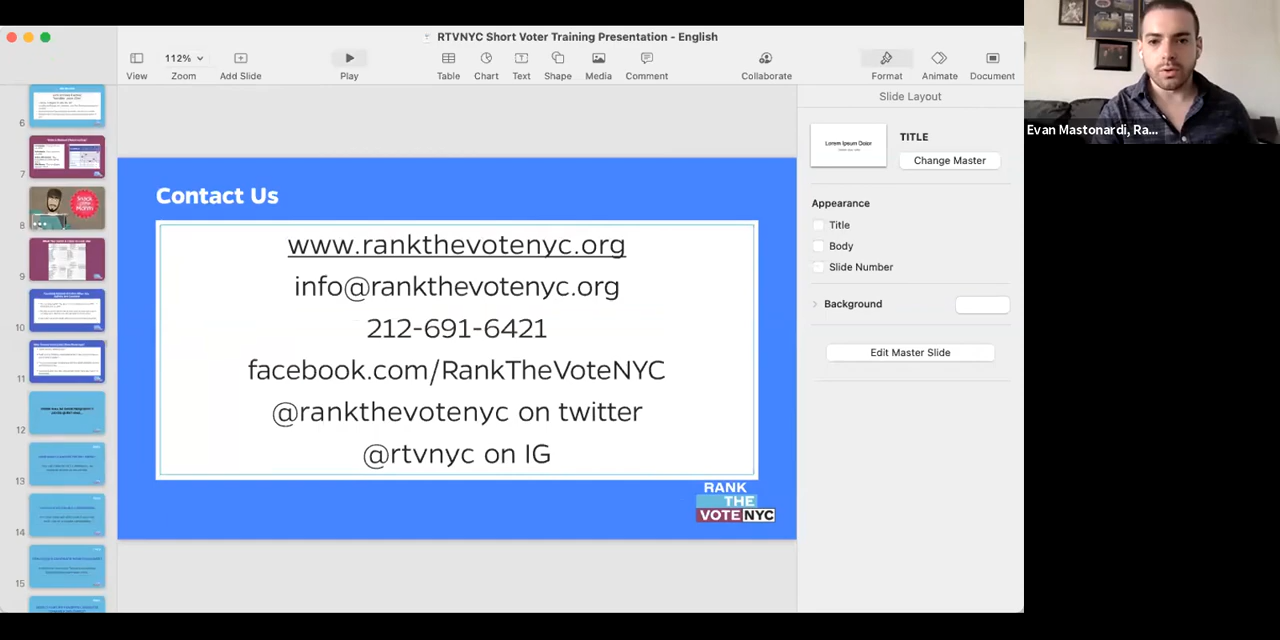 RTVNYC Short Voter Training Presentation - English
112%
View
Zoom
Add Slide
Play
Table
Chart
Text
Shape
Media
Comment
Collaborate
Format
Animate
Document
6
7
8
9
10
11
12
13
14
15
Contact Us
www.rankthevotenyc.org
info@rankthevotenyc.org
212-691-6421
facebook.com/RankTheVoteNYC
@rankthevotenyc on twitter
@rtvnyc on IG
RANK
THE
VOTE NYC
Slide Layout
Lorem Ipsum Dolor
TITLE
Change Master
Appearance
Title
Body
Slide Number
Background
Edit Master Slide
Evan Mastonardi, Ra...